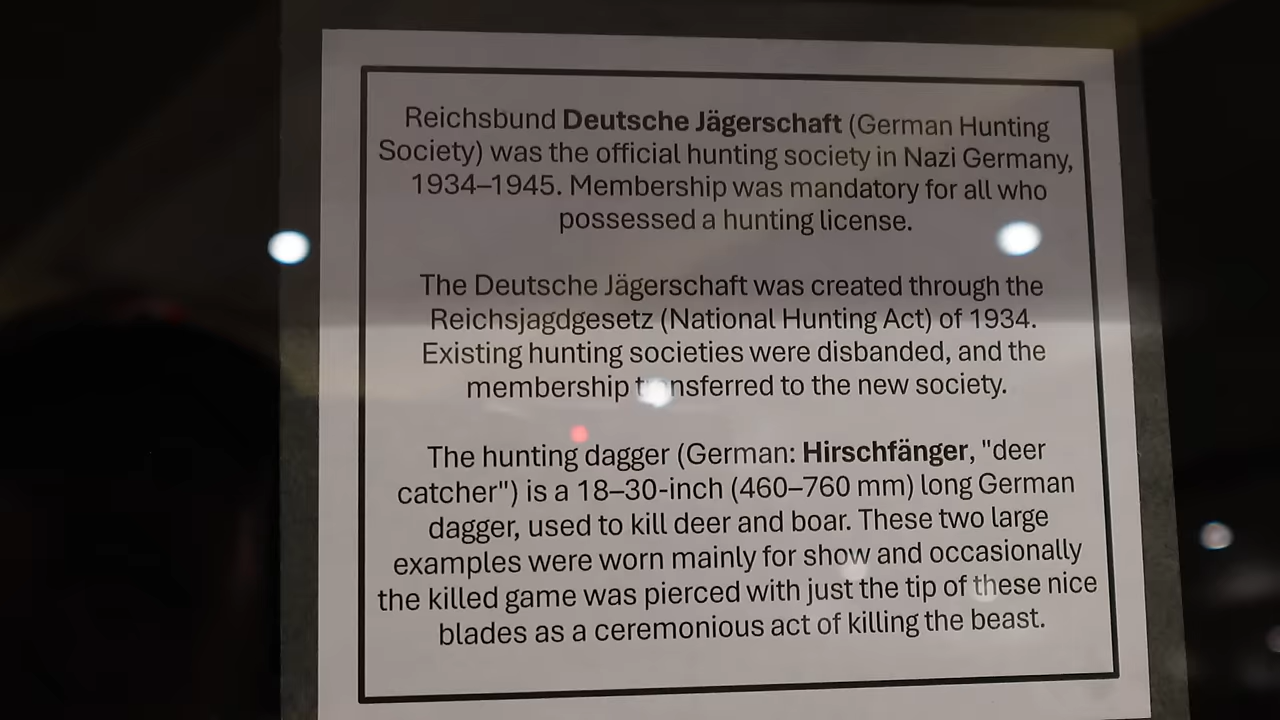 Reichsbund Deutsche Jägerschaft (German Hunting
Society) was the official hunting society in Nazi Germany,
1934–1945. Membership was mandatory for all who
possessed a hunting license.
The Deutsche Jägerschaft was created through the
Reichsjagdgesetz (National Hunting Act) of 1934.
Existing hunting societies were disbanded, and the
membership transferred to the new society.
The hunting dagger (German: Hirschfänger, "deer
catcher") is a 18–30-inch (460–760 mm) long German
dagger, used to kill deer and boar. These two large
examples were worn mainly for show and occasionally
the killed game was pierced with just the tip of these nice
blades as a ceremonious act of killing the beast.